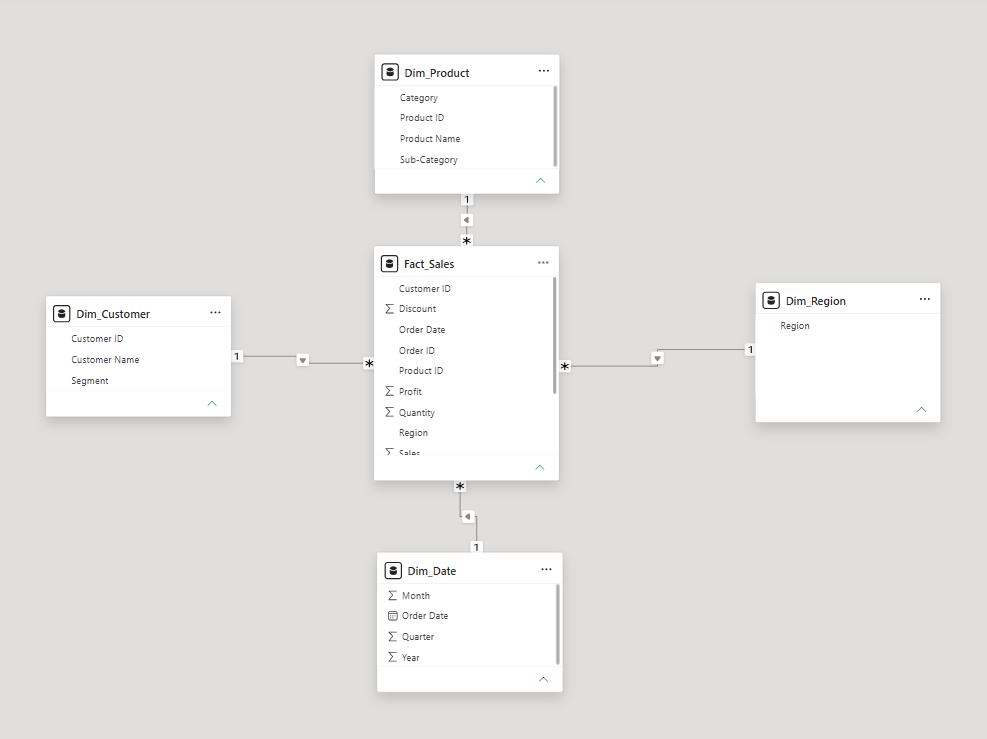 Dim_Product
Category
Product ID
Product Name
Sub-Category
1
*
Fact_Sales
Customer ID
Discount
Order Date
Order ID
Product ID
Profit
Quantity
Region
Sales
Dim_Customer
Customer ID
Customer Name
Segment
1
*
Dim_Region
Region
1
*
*
1
Dim_Date
Month
Order Date
Quarter
Year